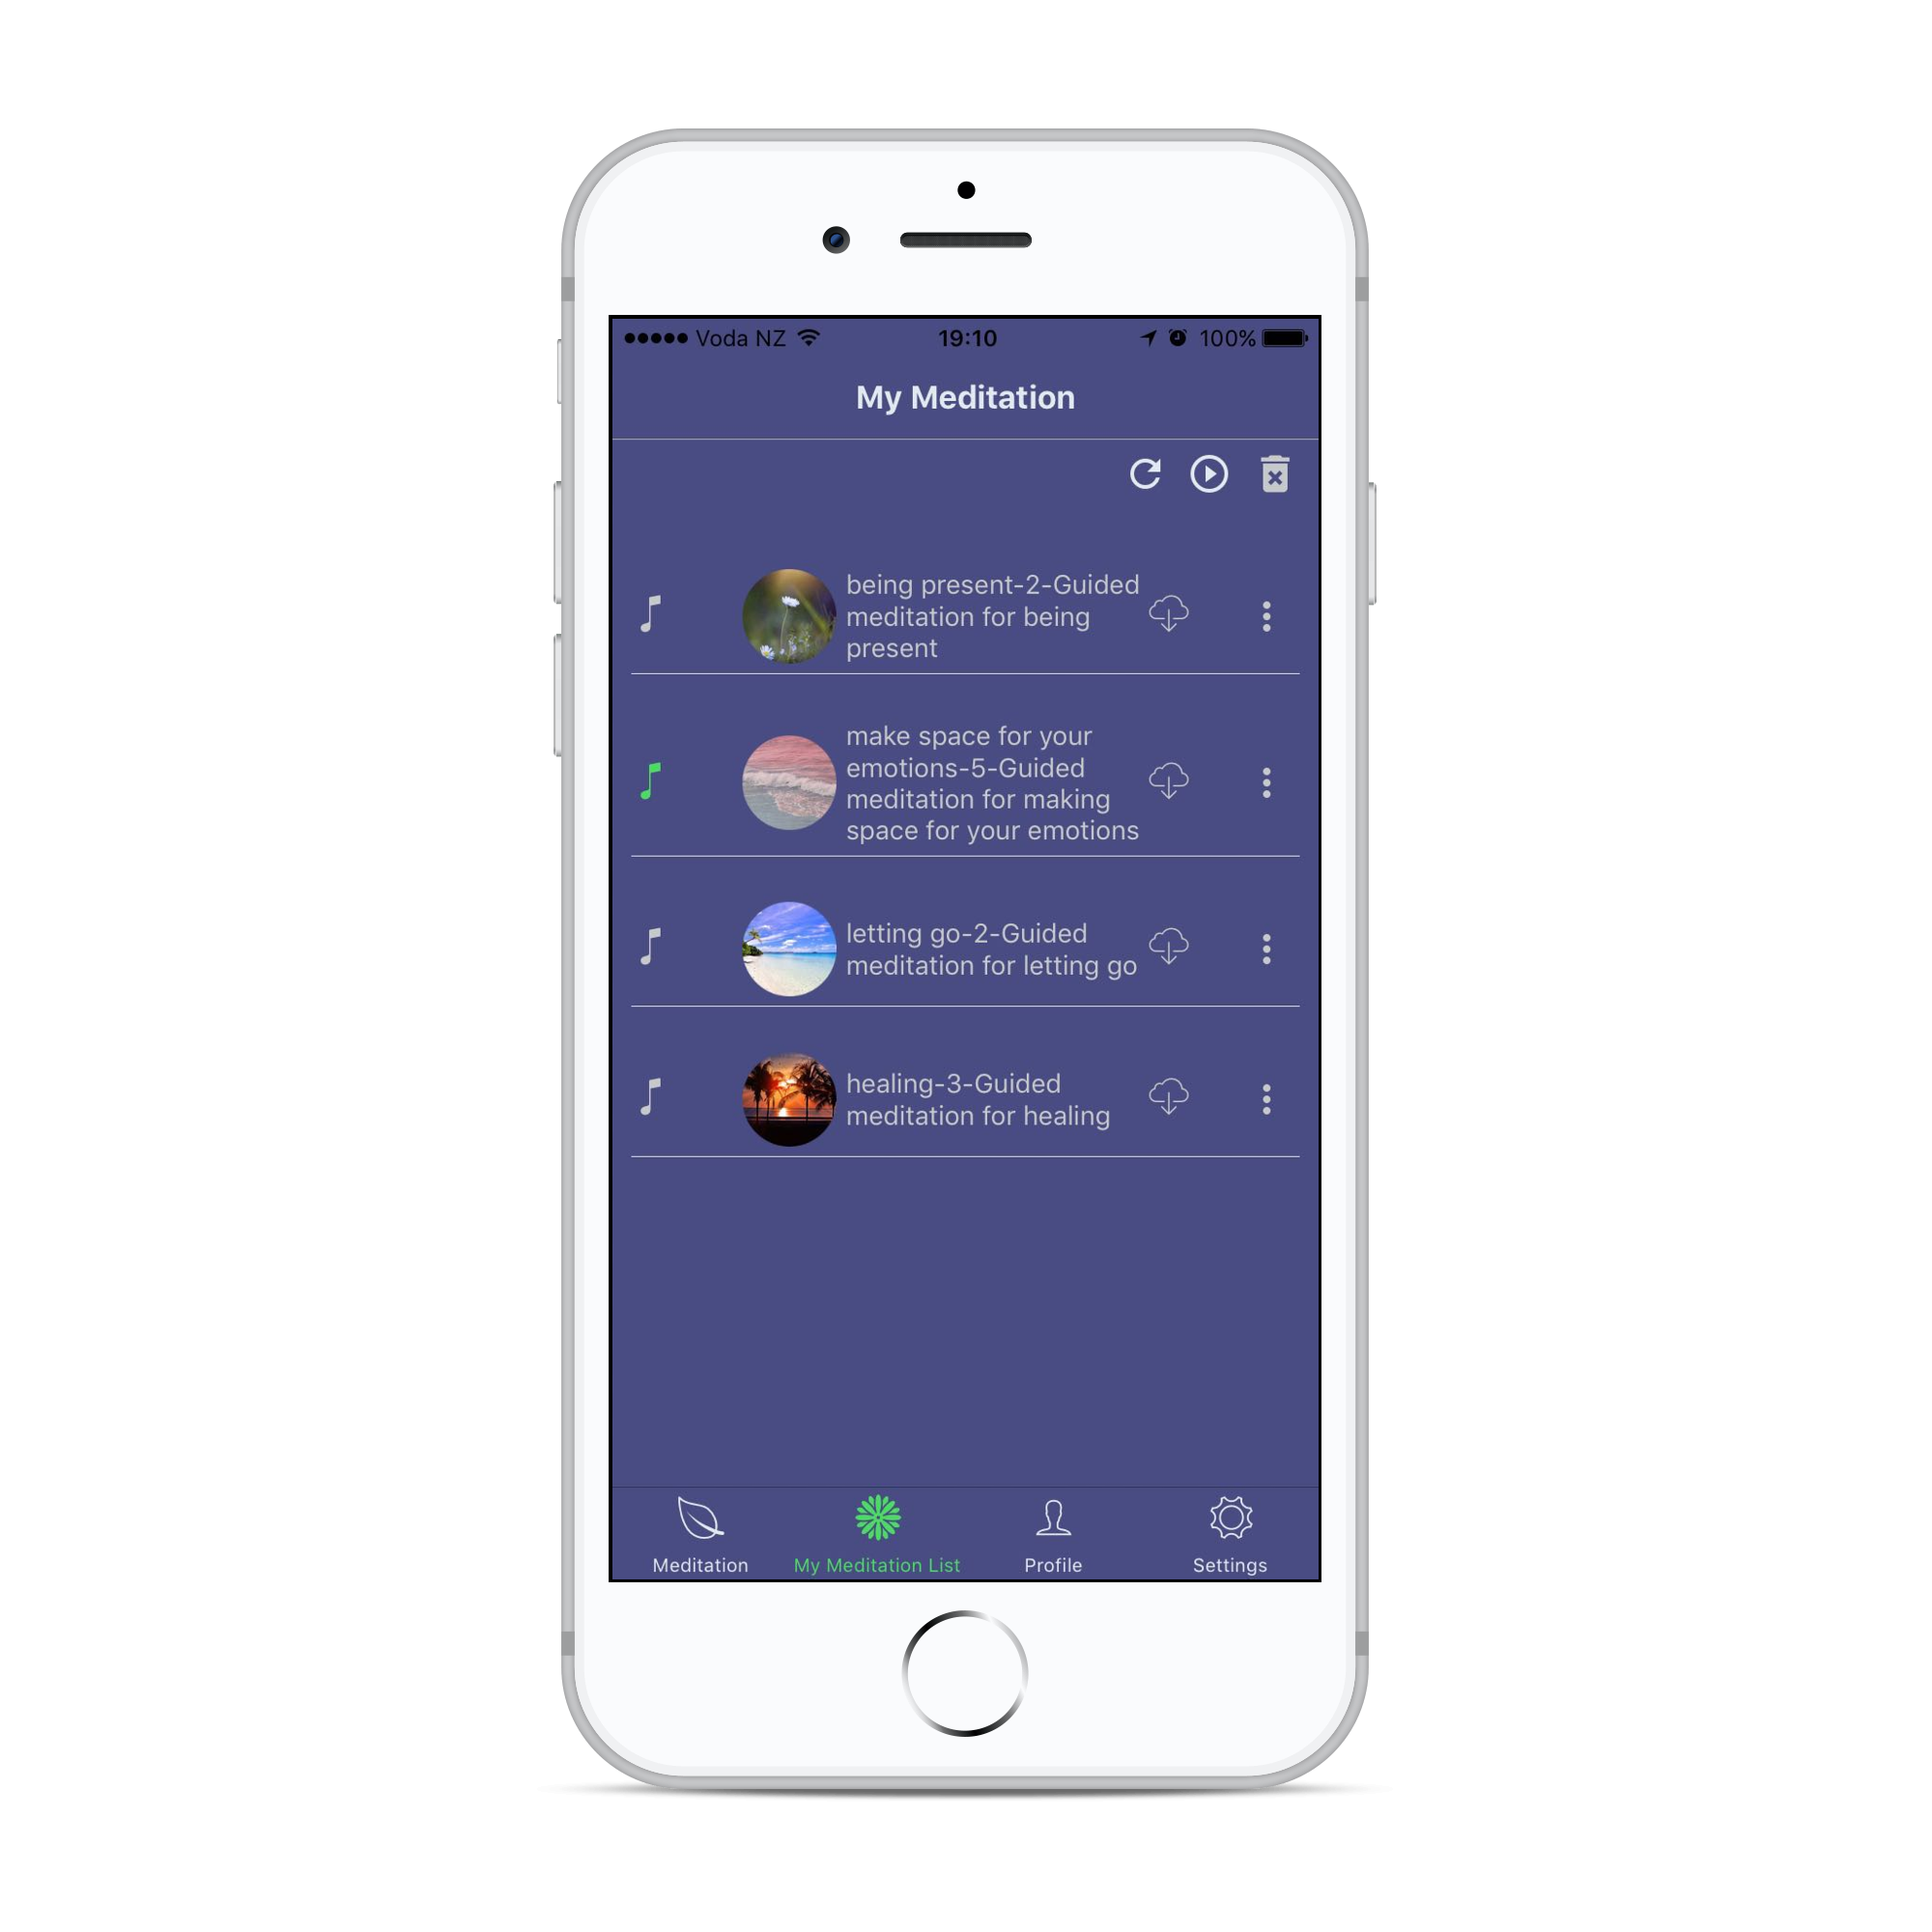 Voda NZ 19:10 100%
My Meditation
being present-2-Guided
meditation for being
present
make space for your
emotions-5-Guided
meditation for making
space for your emotions
letting go-2-Guided
meditation for letting go
healing-3-Guided
meditation for healing
Meditation My Meditation List Profile Settings